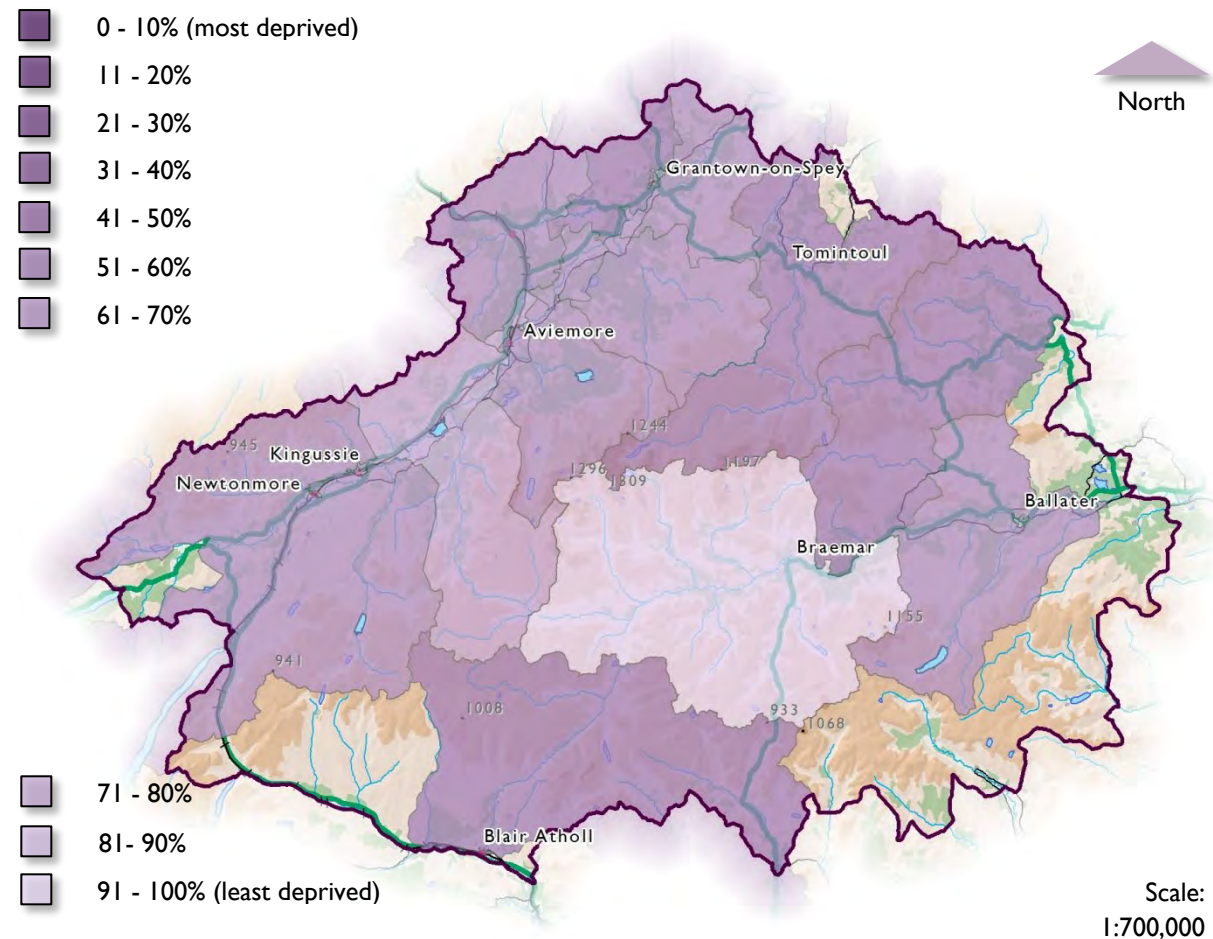 0 - 10% (most deprived)
11 - 20%
21 - 30%
31 - 40%
41 - 50%
51 - 60%
61 - 70%
North
Grantown-on-Spey
Tomintoul
Aviemore
1244
945
Kingussie
1296
1197
1309
Newtonmore
Ballater
Braemar
1155
941
1008
933
1068
71 - 80%
81- 90%
91 - 100% (least deprived)
Blair Atholl
Scale:
1:700,000